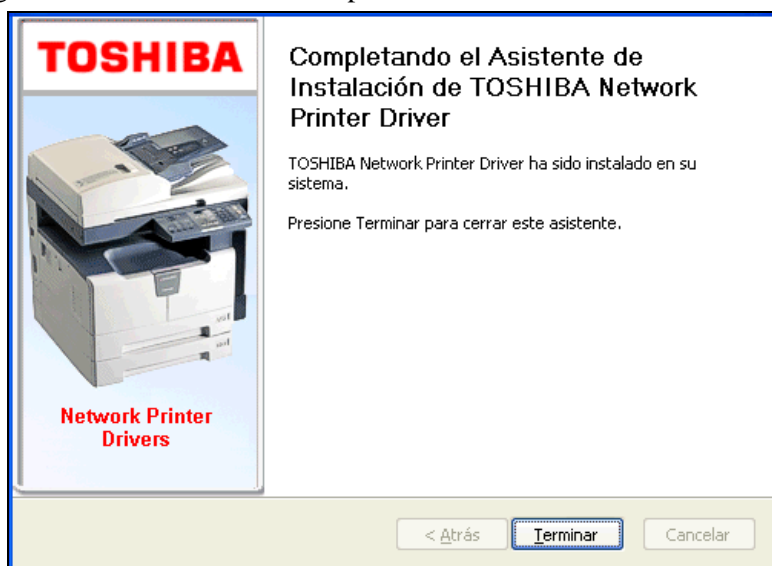 TOSHIBA
Network Printer
Drivers
Completando el Asistente de
Instalación de TOSHIBA Network
Printer Driver
TOSHIBA Network Printer Driver ha sido instalado en su
sistema.
Presione Terminar para cerrar este asistente.
< Atrás
Terminar
Cancelar